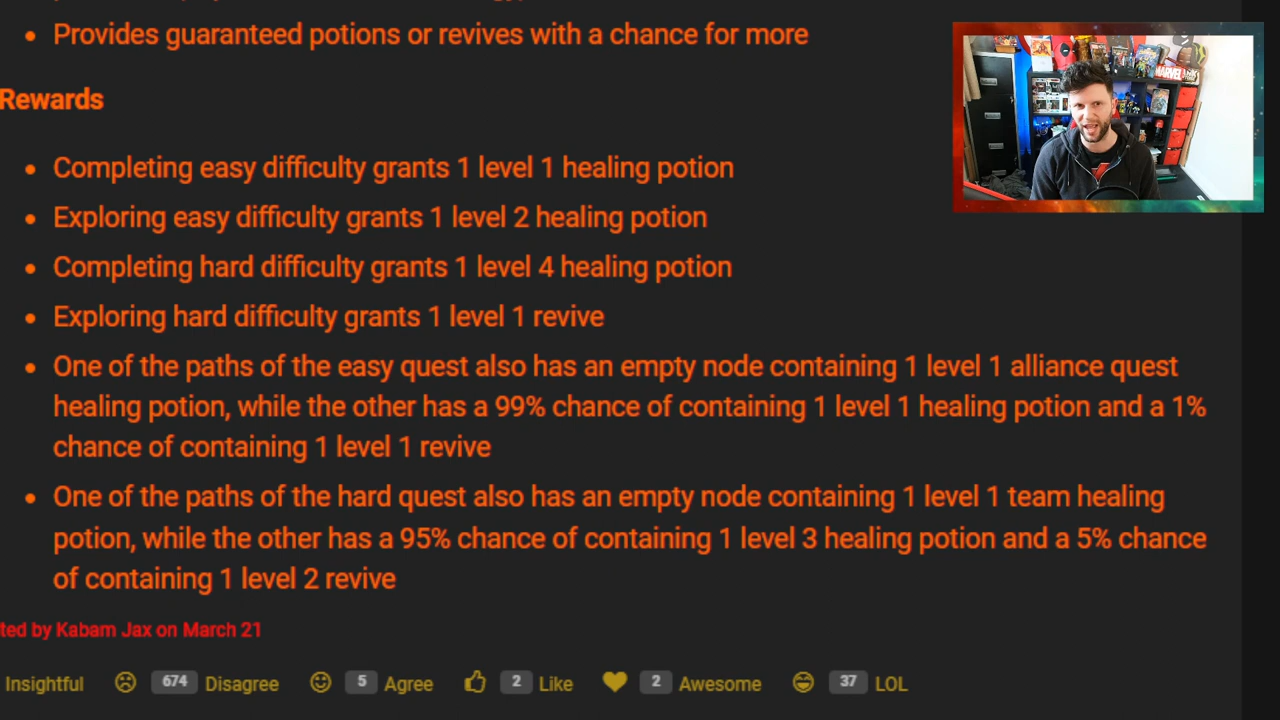 • Provides guaranteed potions or revives with a chance for more
Rewards
• Completing easy difficulty grants 1 level 1 healing potion
• Exploring easy difficulty grants 1 level 2 healing potion
• Completing hard difficulty grants 1 level 4 healing potion
• Exploring hard difficulty grants 1 level 1 revive
• One of the paths of the easy quest also has an empty node containing 1 level 1 alliance quest
healing potion, while the other has a 99% chance of containing 1 level 1 healing potion and a 1%
chance of containing 1 level 1 revive
• One of the paths of the hard quest also has an empty node containing 1 level 1 team healing
potion, while the other has a 95% chance of containing 1 level 3 healing potion and a 5% chance
of containing 1 level 2 revive
ted by Kabam Jax on March 21
Insightful 674 Disagree 5 Agree 2 Like 2 Awesome 37 LOL
MARVEL